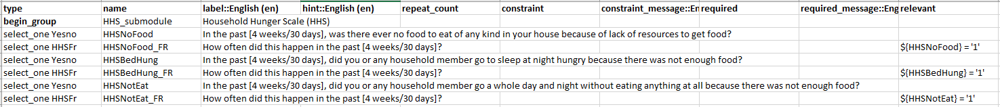 type name label::English (en) hint::English (en) repeat_count constraint constraint_message::En required required_message::Eng relevant
begin_group HHS_submodule Household Hunger Scale (HHS)
select_one Yesno HHSNoFood In the past [4 weeks/30 days], was there ever no food to eat of any kind in your house because of lack of resources to get food?
select_one HHSFr HHSNoFood_FR How often did this happen in the past [4 weeks/30 days]? ${HHSNoFood} = '1'
select_one Yesno HHSBedHung In the past [4 weeks/30 days], did you or any household member go to sleep at night hungry because there was not enough food?
select_one HHSFr HHSBedHung_FR How often did this happen in the past [4 weeks/30 days]? ${HHSBedHung} = '1'
select_one Yesno HHSNotEat In the past [4 weeks/30 days], did you or any household member go a whole day and night without eating anything at all because there was not enough food?
select_one HHSFr HHSNotEat_FR How often did this happen in the past [4 weeks/30 days]? ${HHSNotEat} = '1'